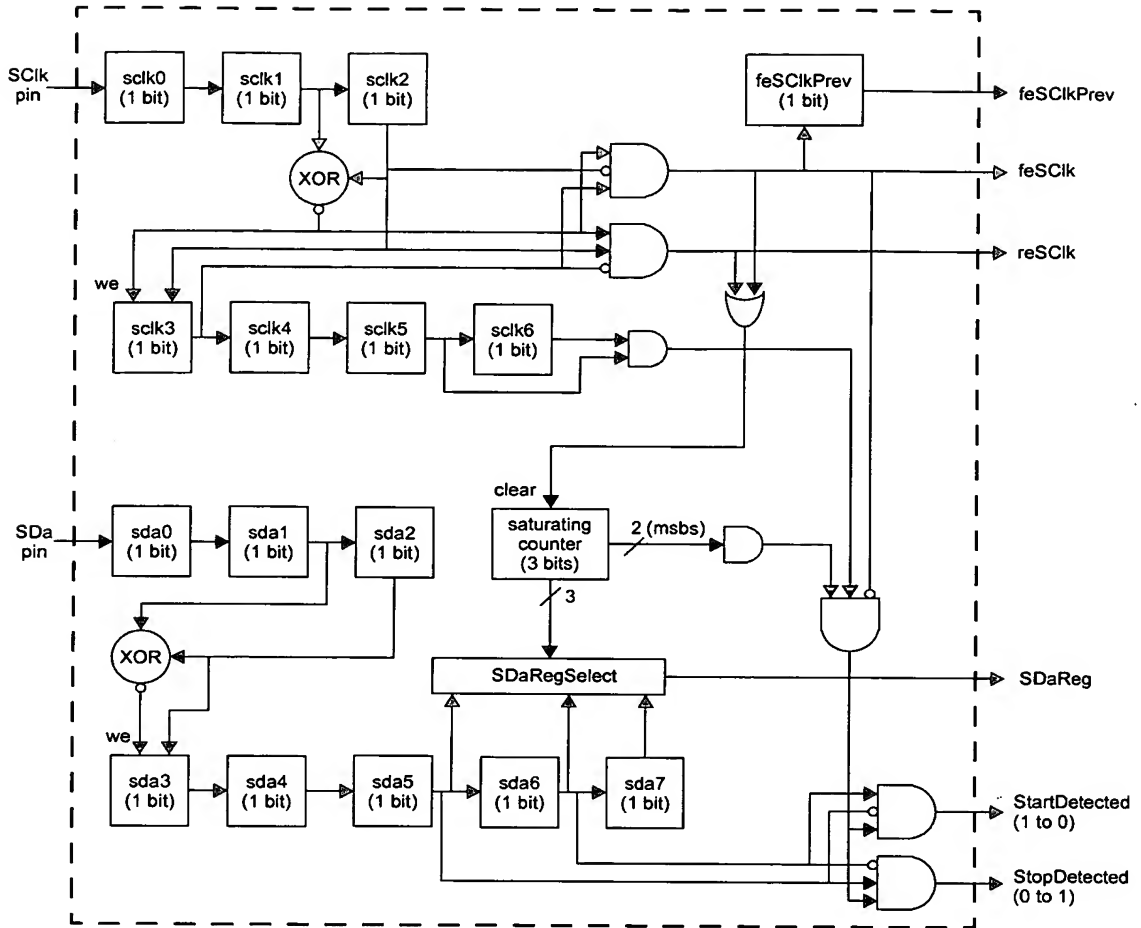 SClk
pin
sclk0
(1 bit)
sclk1
(1 bit)
sclk2
(1 bit)
feSClkPrev
(1 bit)
feSClkPrev
XOR
feSClk
reSClk
we
sclk3
(1 bit)
sclk4
(1 bit)
sclk5
(1 bit)
sclk6
(1 bit)
clear
SDa
pin
sda0
(1 bit)
sda1
(1 bit)
sda2
(1 bit)
saturating
counter
(3 bits)
2 (msbs)
3
XOR
SDaRegSelect
SDaReg
we
sda3
(1 bit)
sda4
(1 bit)
sda5
(1 bit)
sda6
(1 bit)
sda7
(1 bit)
StartDetected
(1 to 0)
StopDetected
(0 to 1)